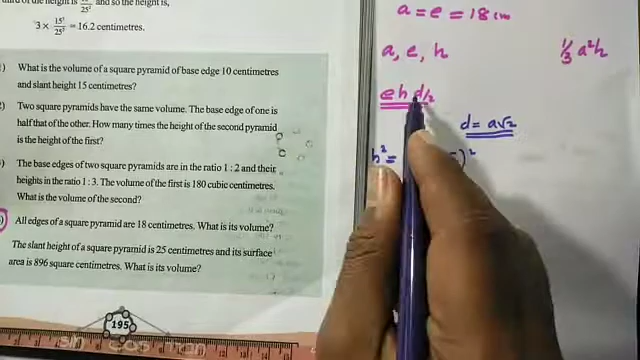 and so the height is,
3 × 15²/25² = 16.2 centimetres.
What is the volume of a square pyramid of base edge 10 centimetres
and slant height 15 centimetres?
Two square pyramids have the same volume. The base edge of one is
half that of the other. How many times the height of the second pyramid
is the height of the first?
The base edges of two square pyramids are in the ratio 1 : 2 and their
heights in the ratio 1 : 3. The volume of the first is 180 cubic centimetres.
What is the volume of the second?
All edges of a square pyramid are 18 centimetres. What is its volume?
The slant height of a square pyramid is 25 centimetres and its surface
area is 896 square centimetres. What is its volume?
195
a = e = 18 cm
a, e, h
1/3 a²h
e h d/2
d = a√2
h² =